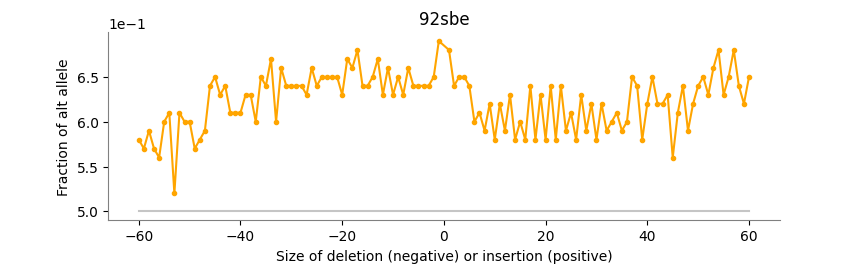 92sbe
1e−1
6.5
6.0
5.5
5.0
Fraction of alt allele
−60 −40 −20 0 20 40 60
Size of deletion (negative) or insertion (positive)